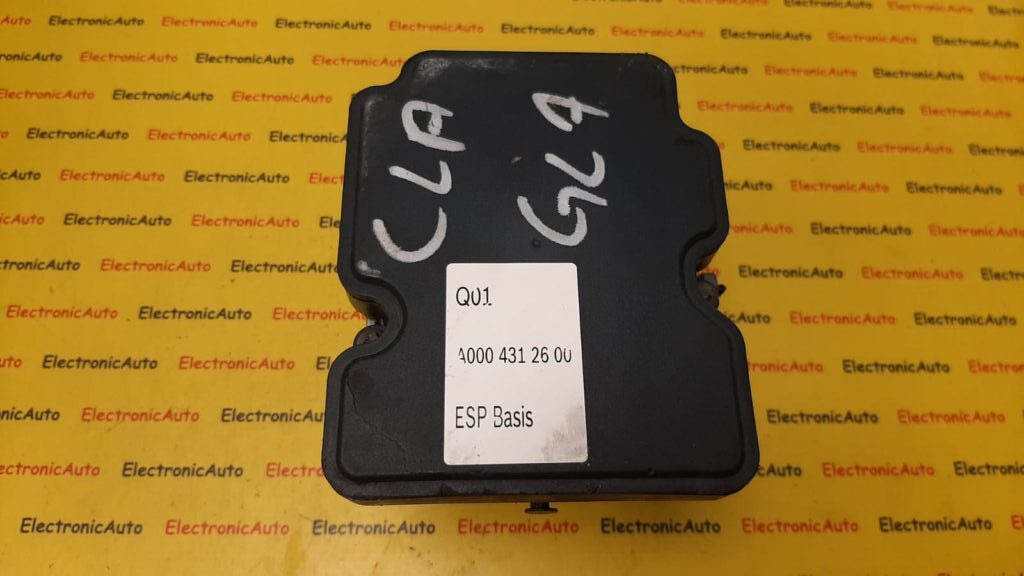 CLA
GLA
Q01
A000 431 26 00
ESP Basis
ElectronicAuto